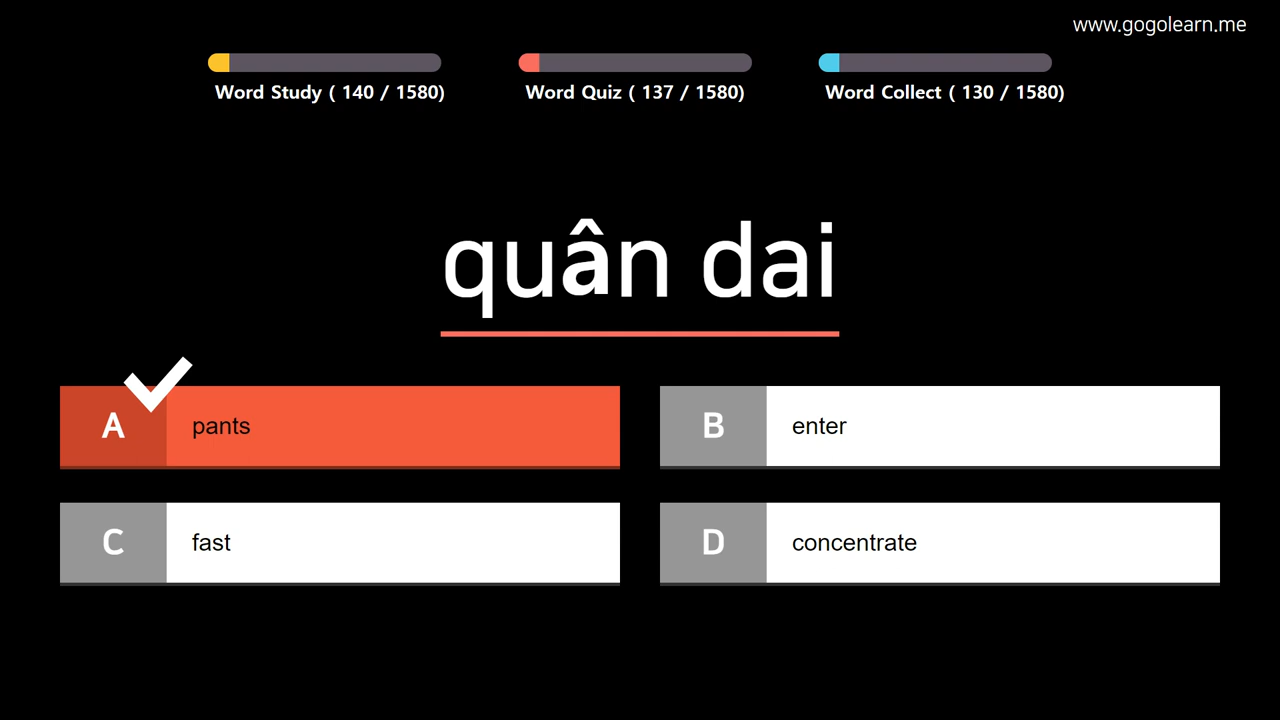 www.gogolearn.me
Word Study ( 140 / 1580)
Word Quiz ( 137 / 1580)
Word Collect ( 130 / 1580)
quân dai
A pants
B enter
C fast
D concentrate